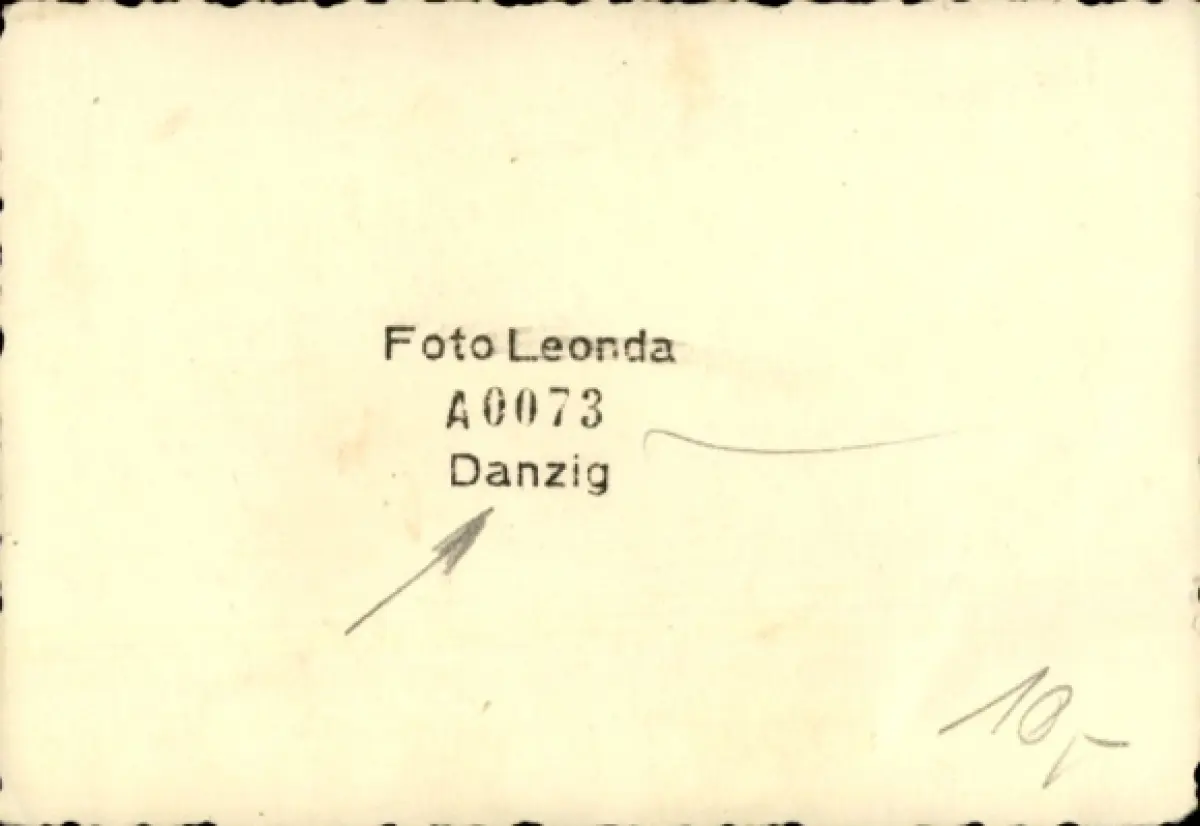 Foto Leonda
A0073
Danzig
10,-